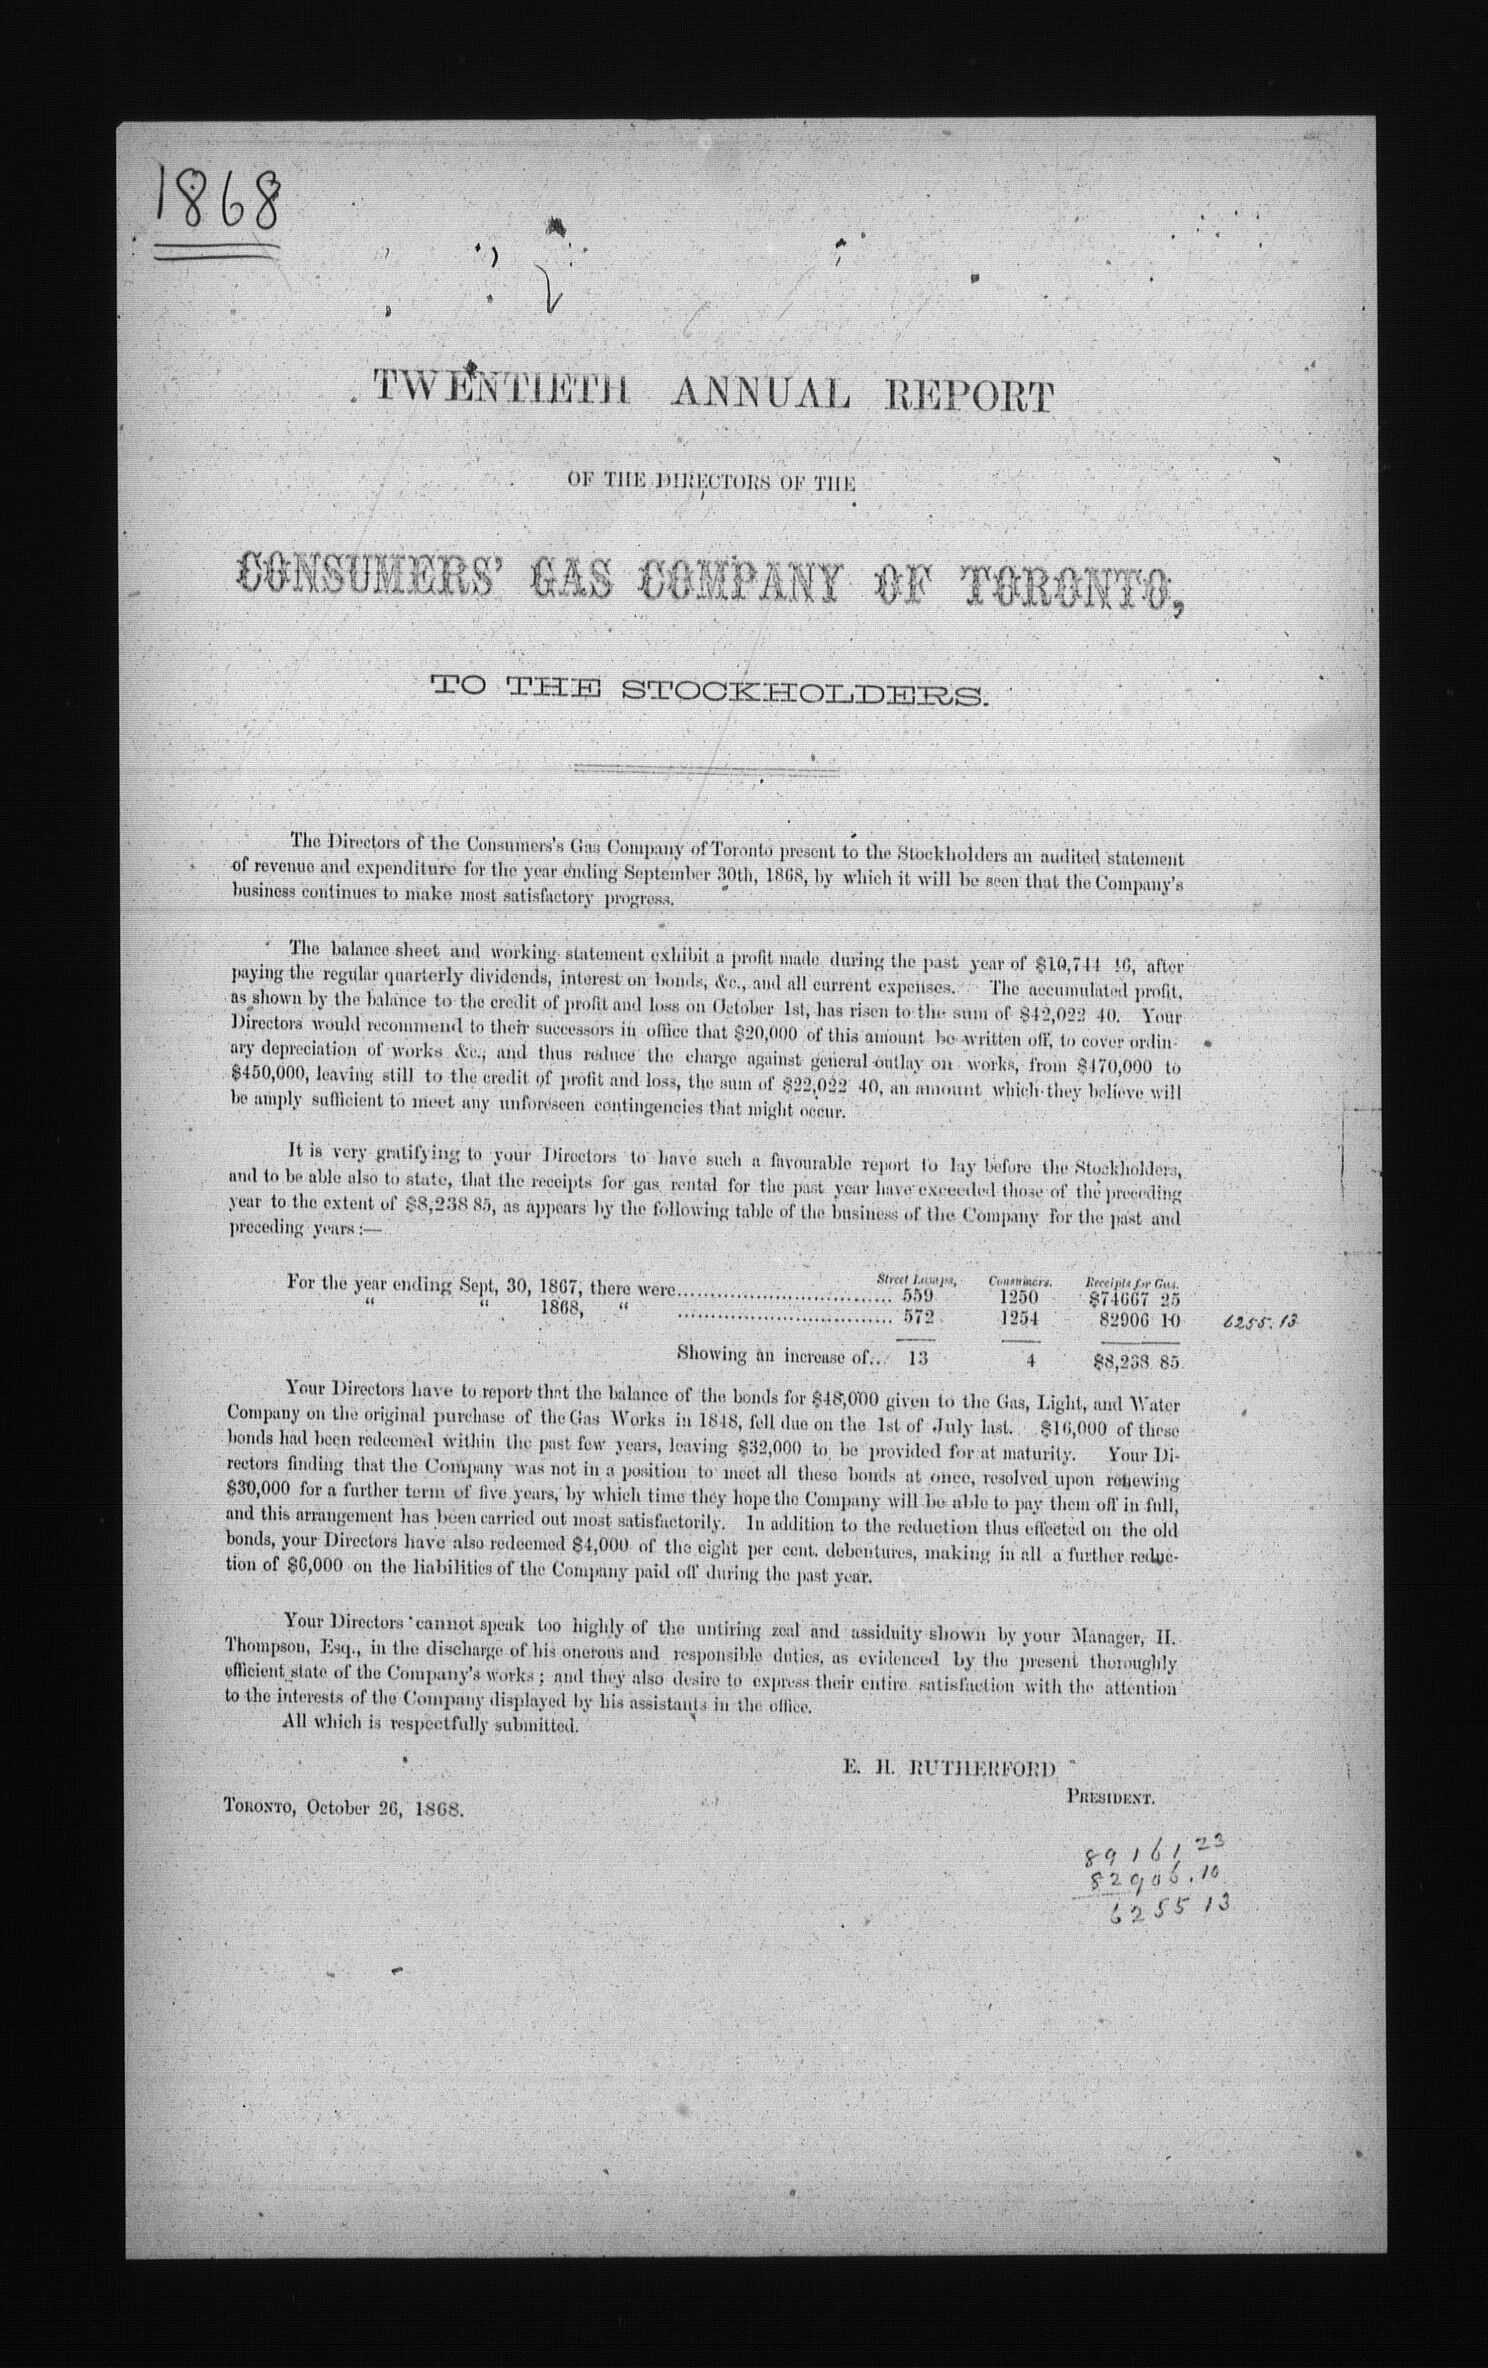 1868
TWENTIETH ANNUAL REPORT
OF THE DIRECTORS OF THE
CONSUMERS' GAS COMPANY OF TORONTO,
TO THE STOCKHOLDERS.
The Directors of the Consumers's Gas Company of Toronto present to the Stockholders an audited statement
of revenue and expenditure for the year ending September 30th, 1868, by which it will be seen that the Company's
business continues to make most satisfactory progress.
The balance sheet and working statement exhibit a profit made during the past year of $10,744 46, after
paying the regular quarterly dividends, interest on bonds, &c., and all current expenses. The accumulated profit,
as shown by the balance to the credit of profit and loss on October 1st, has risen to the sum of $42,022 40. Your
Directors would recommend to their successors in office that $20,000 of this amount be written off, to cover ordin-
ary depreciation of works &c., and thus reduce the charge against general outlay on works, from $470,000 to
$450,000, leaving still to the credit of profit and loss, the sum of $22,022 40, an amount which they believe will
be amply sufficient to meet any unforeseen contingencies that might occur.
It is very gratifying to your Directors to have such a favourable report to lay before the Stockholders,
and to be able also to state, that the receipts for gas rental for the past year have exceeded those of the preceding
year to the extent of $8,238 85, as appears by the following table of the business of the Company for the past and
preceding years:—
Street Lamps, Consumers. Receipts for Gas.
For the year ending Sept, 30, 1867, there were................................ 559 1250 $74667 25
“ “ 1868, “ ................................ 572 1254 82906 10 6255.13
Showing an increase of... 13 4 $8,238 85
Your Directors have to report that the balance of the bonds for $48,000 given to the Gas, Light, and Water
Company on the original purchase of the Gas Works in 1848, fell due on the 1st of July last. $16,000 of these
bonds had been redeemed within the past few years, leaving $32,000 to be provided for at maturity. Your Di-
rectors finding that the Company was not in a position to meet all these bonds at once, resolved upon renewing
$30,000 for a further term of five years, by which time they hope the Company will be able to pay them off in full,
and this arrangement has been carried out most satisfactorily. In addition to the reduction thus effected on the old
bonds, your Directors have also redeemed $4,000 of the eight per cent. debentures, making in all a further reduc-
tion of $6,000 on the liabilities of the Company paid off during the past year.
Your Directors cannot speak too highly of the untiring zeal and assiduity shown by your Manager, H.
Thompson, Esq., in the discharge of his onerous and responsible duties, as evidenced by the present thoroughly
efficient state of the Company's works; and they also desire to express their entire satisfaction with the attention
to the interests of the Company displayed by his assistants in the office.
All which is respectfully submitted.
E. H. RUTHERFORD
PRESIDENT.
TORONTO, October 26, 1868.
89161 23
82906.10
6255 13